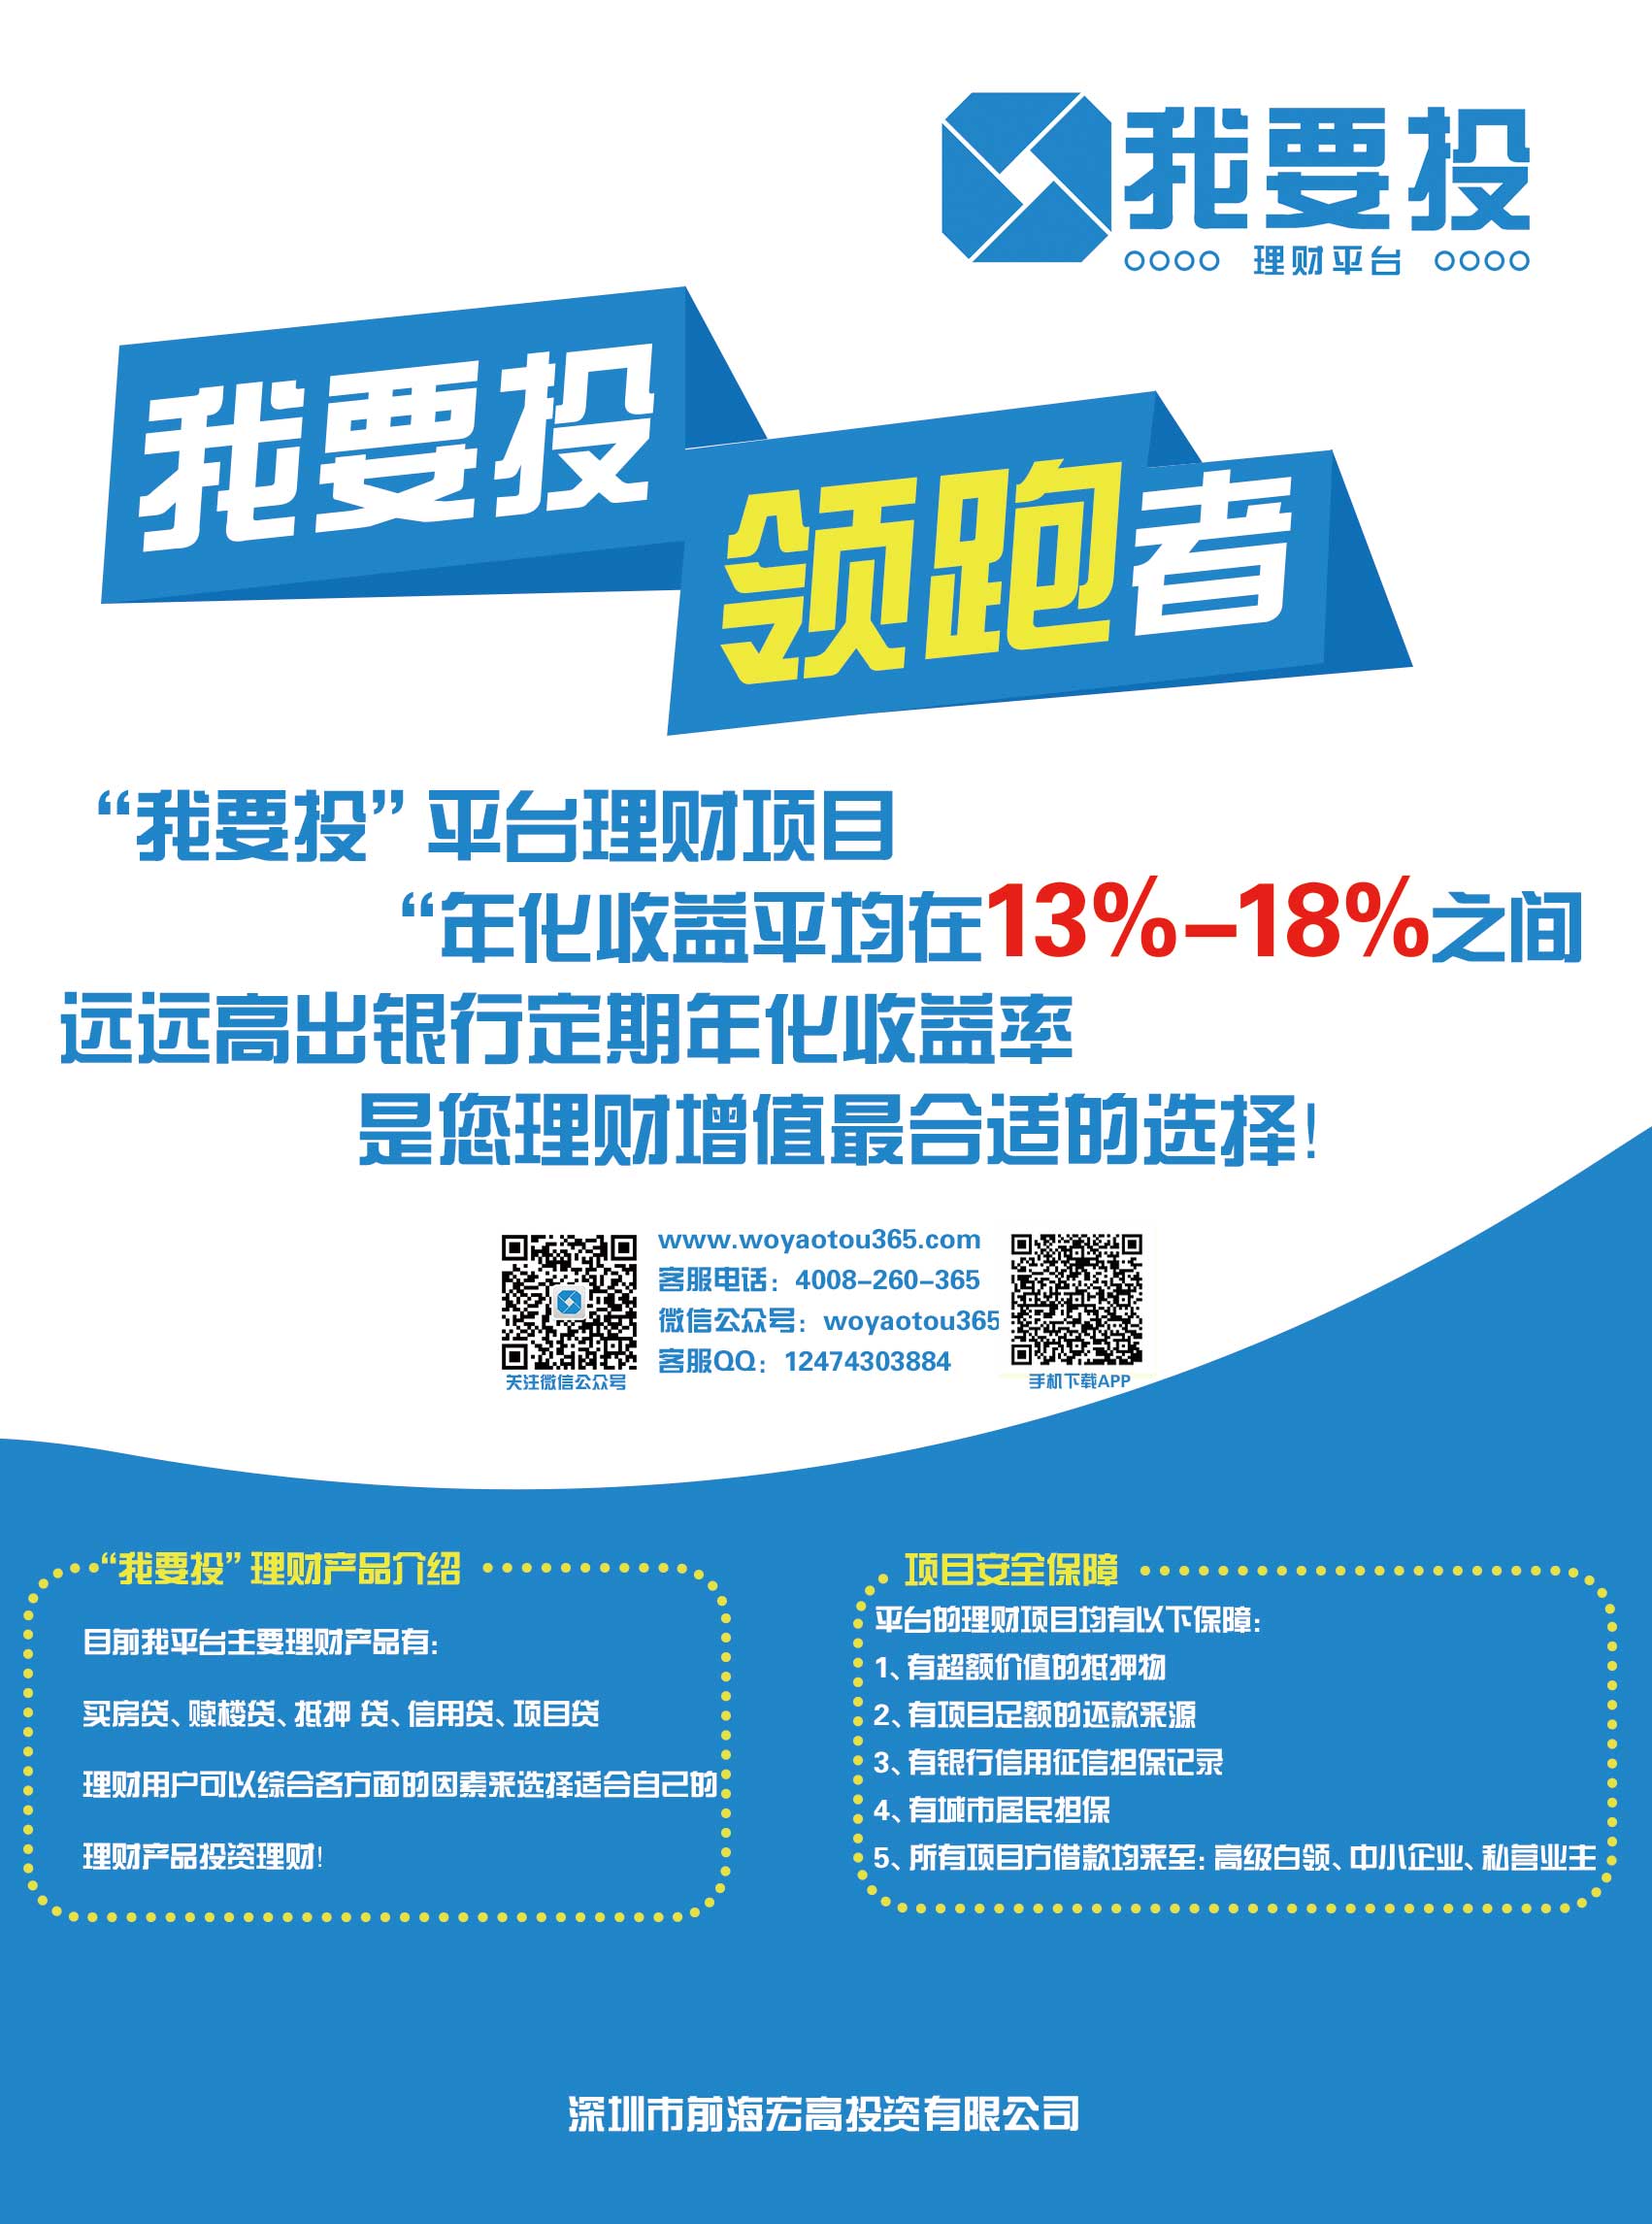 我要投
理财平台
我要投
领跑者
“我要投”平台理财项目
“年化收益平均在13%-18%之间
远远高出银行定期年化收益率
是您理财增值最合适的选择！
www.woyaotou365.com
客服电话：4008-260-365
微信公众号：woyaotou365
客服QQ：12474303884
关注微信公众号
手机下载APP
“我要投”理财产品介绍
目前我平台主要理财产品有：
买房贷、赎楼贷、抵押 贷、信用贷、项目贷
理财用户可以综合各方面的因素来选择适合自己的
理财产品投资理财！
项目安全保障
平台的理财项目均有以下保障：
1、有超额价值的抵押物
2、有项目足额的还款来源
3、有银行信用征信担保记录
4、有城市居民担保
5、所有项目方借款均来至：高级白领、中小企业、私营业主
深圳市前海宏高投资有限公司